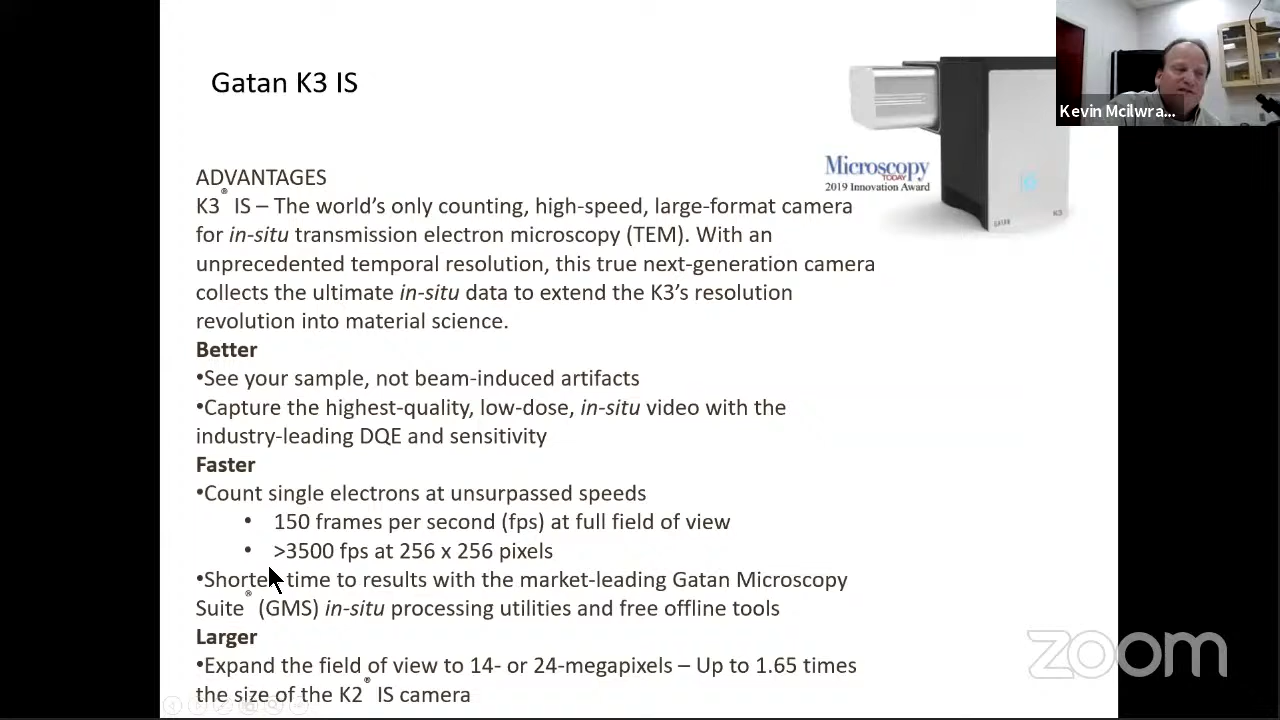 Gatan K3 IS
Kevin Mcilwra...
Microscopy
TODAY
2019 Innovation Award
GATAN
K3
ADVANTAGES
K3® IS – The world's only counting, high-speed, large-format camera
for in-situ transmission electron microscopy (TEM). With an
unprecedented temporal resolution, this true next-generation camera
collects the ultimate in-situ data to extend the K3's resolution
revolution into material science.
Better
•See your sample, not beam-induced artifacts
•Capture the highest-quality, low-dose, in-situ video with the
industry-leading DQE and sensitivity
Faster
•Count single electrons at unsurpassed speeds
• 150 frames per second (fps) at full field of view
• >3500 fps at 256 x 256 pixels
•Shorten time to results with the market-leading Gatan Microscopy
Suite® (GMS) in-situ processing utilities and free offline tools
Larger
•Expand the field of view to 14- or 24-megapixels – Up to 1.65 times
the size of the K2® IS camera
zoom